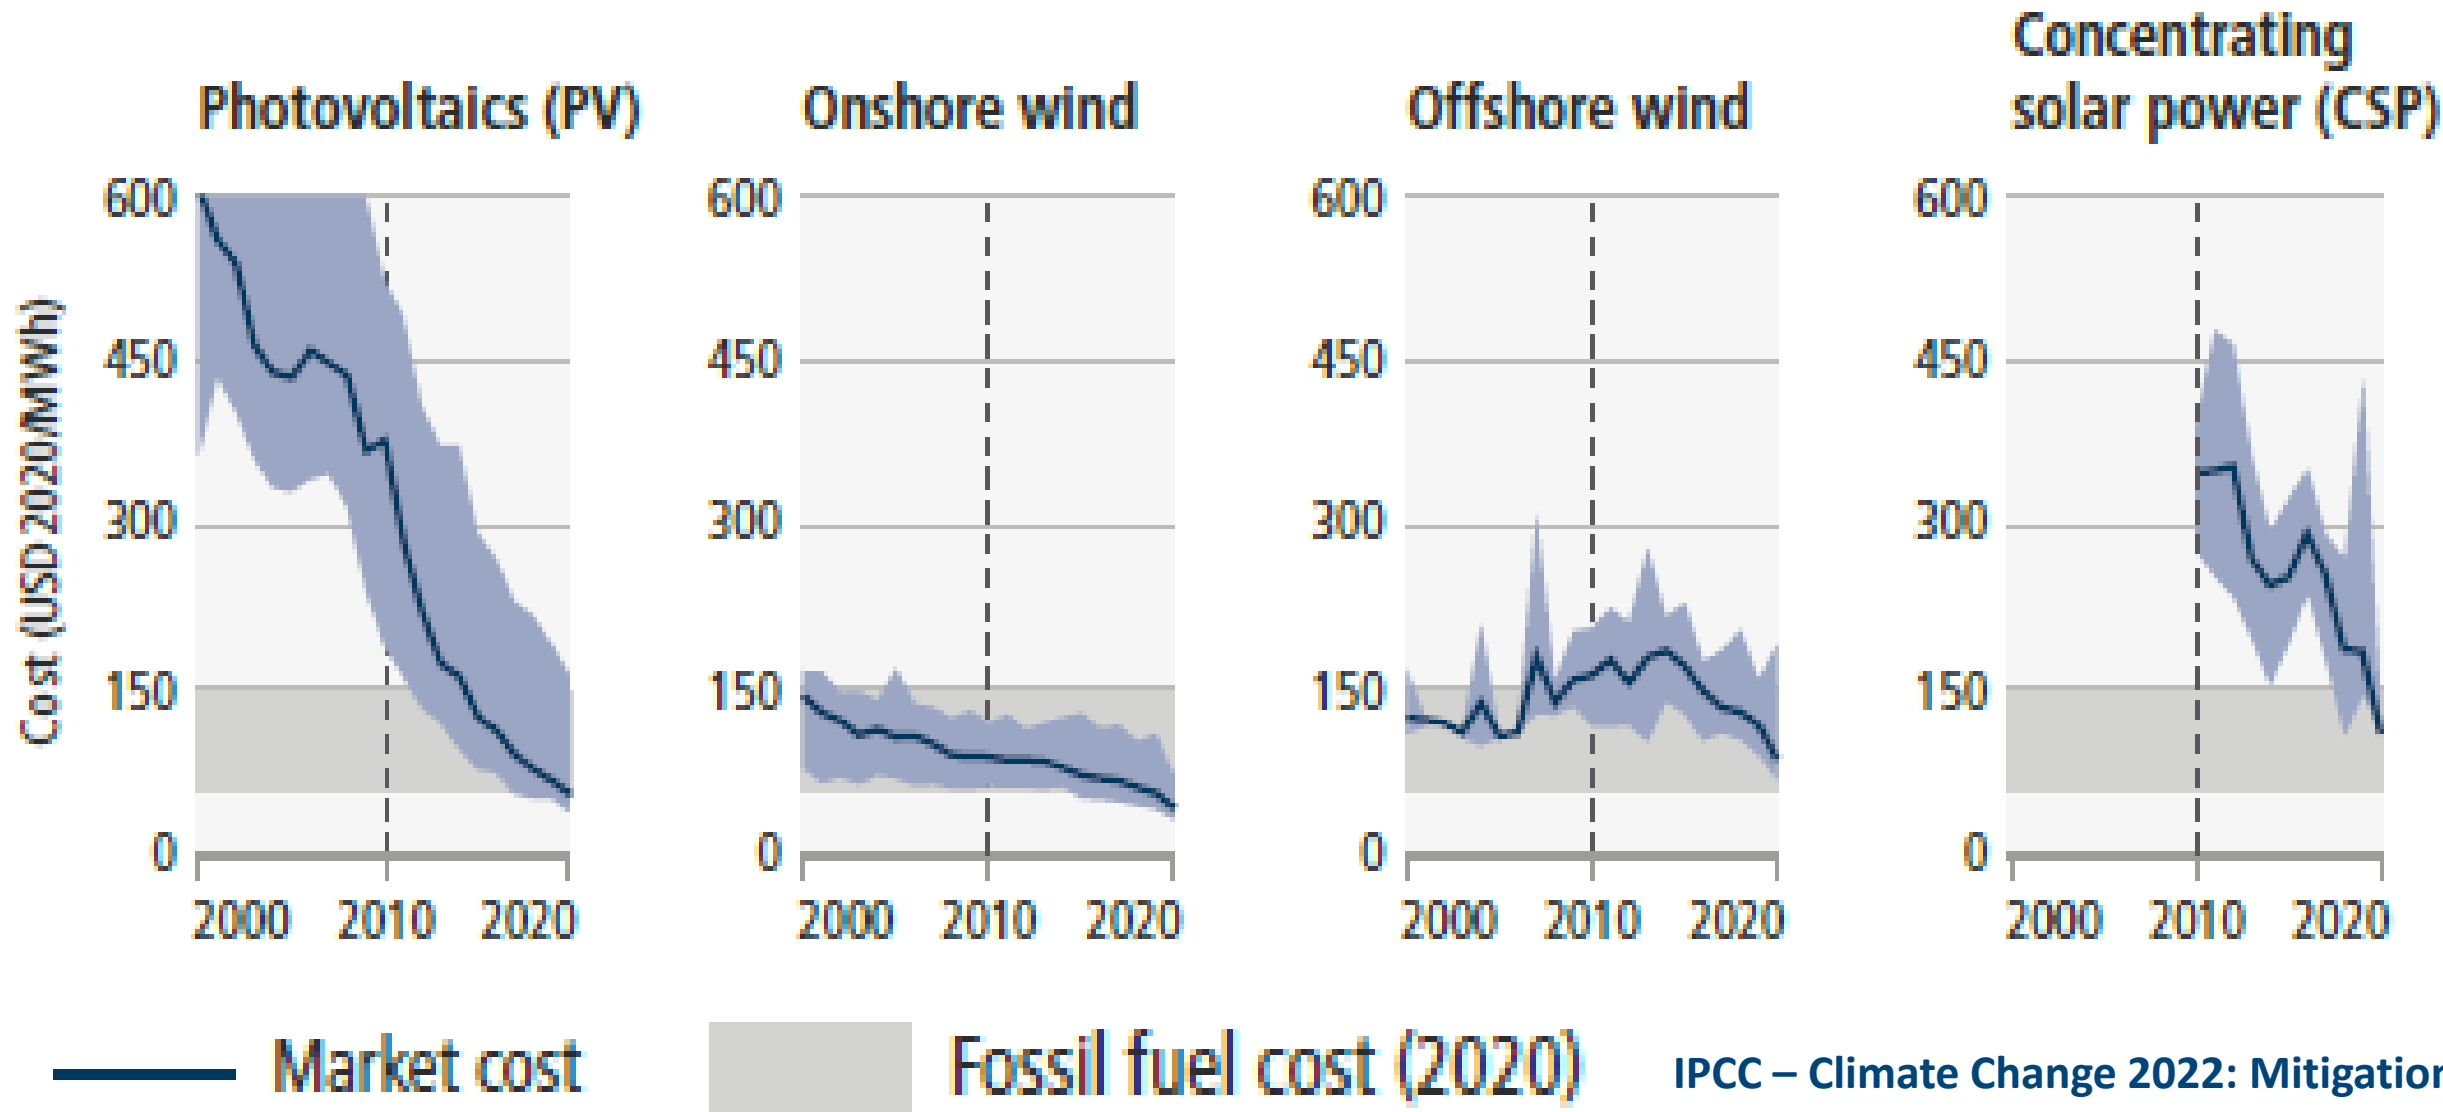 Photovoltaics (PV)
Onshore wind
Offshore wind
Concentrating
solar power (CSP)
Cost (USD2020/MWh)
600
450
300
150
0
2000 2010 2020
600
450
300
150
0
2000 2010 2020
600
450
300
150
0
2000 2010 2020
600
450
300
150
0
2000 2010 2020
Market cost
Fossil fuel cost (2020)
IPCC – Climate Change 2022: Mitigation